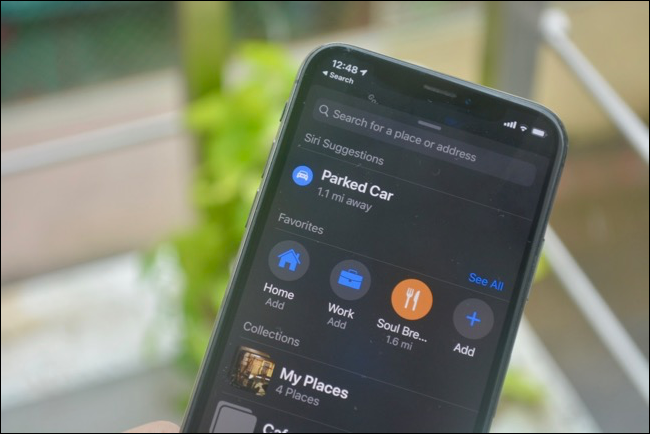 12:48
Search
Search for a place or address
Siri Suggestions
Parked Car
1.1 mi away
Favorites
See All
Home
Add
Work
Add
Soul Bre...
1.6 mi
Add
Collections
My Places
4 Places